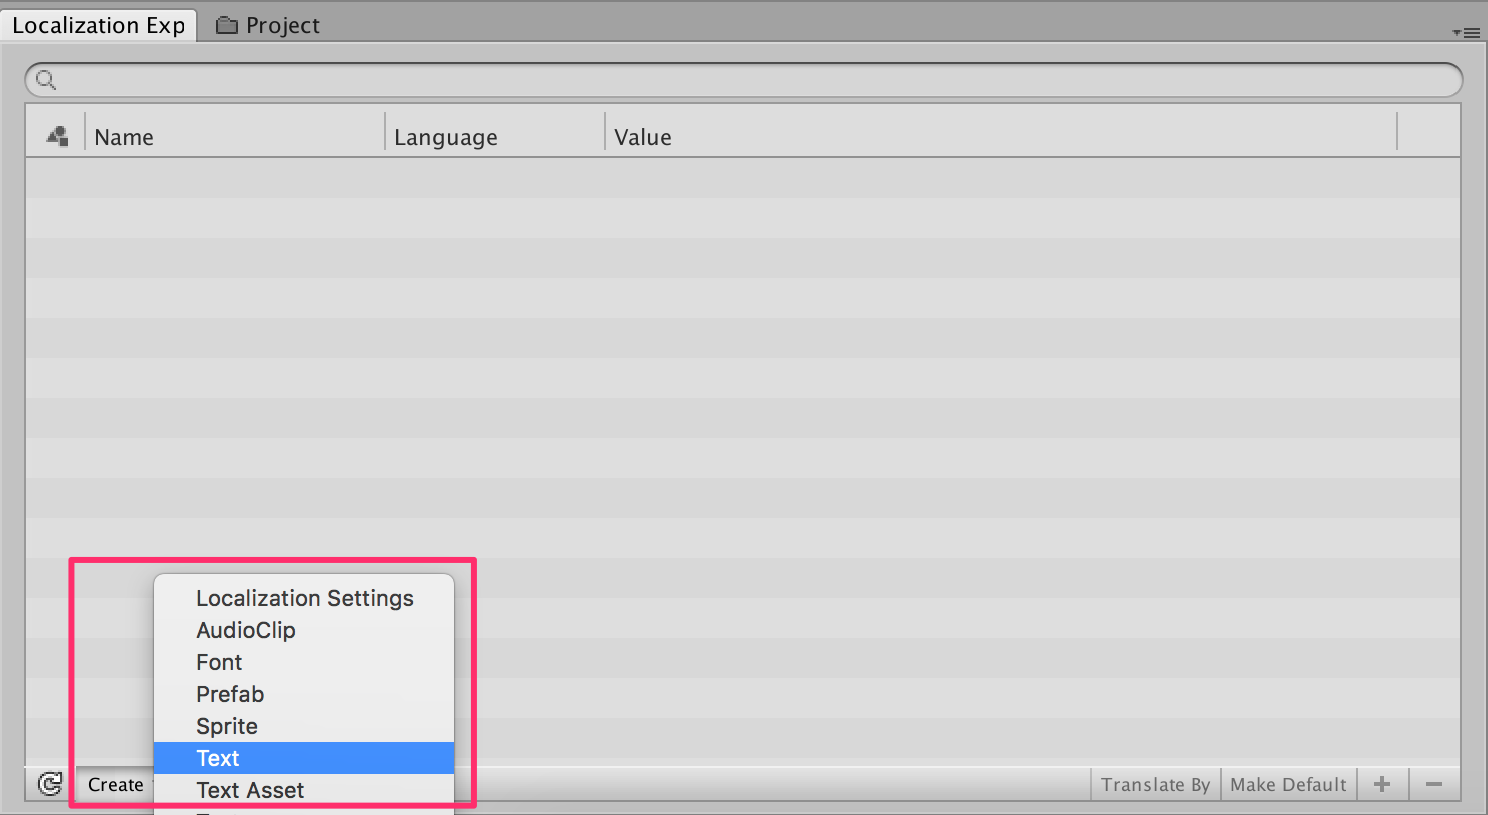 Localization Exp
Project
Name
Language
Value
Localization Settings
AudioClip
Font
Prefab
Sprite
Text
Text Asset
Create
Translate By
Make Default